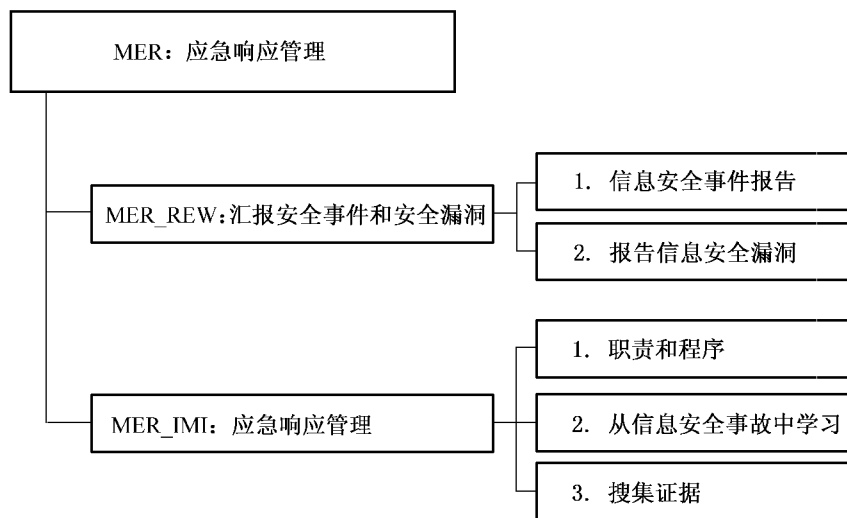 MER：应急响应管理
MER_REW：汇报安全事件和安全漏洞
1. 信息安全事件报告
2. 报告信息安全漏洞
MER_IMI：应急响应管理
1. 职责和程序
2. 从信息安全事故中学习
3. 搜集证据